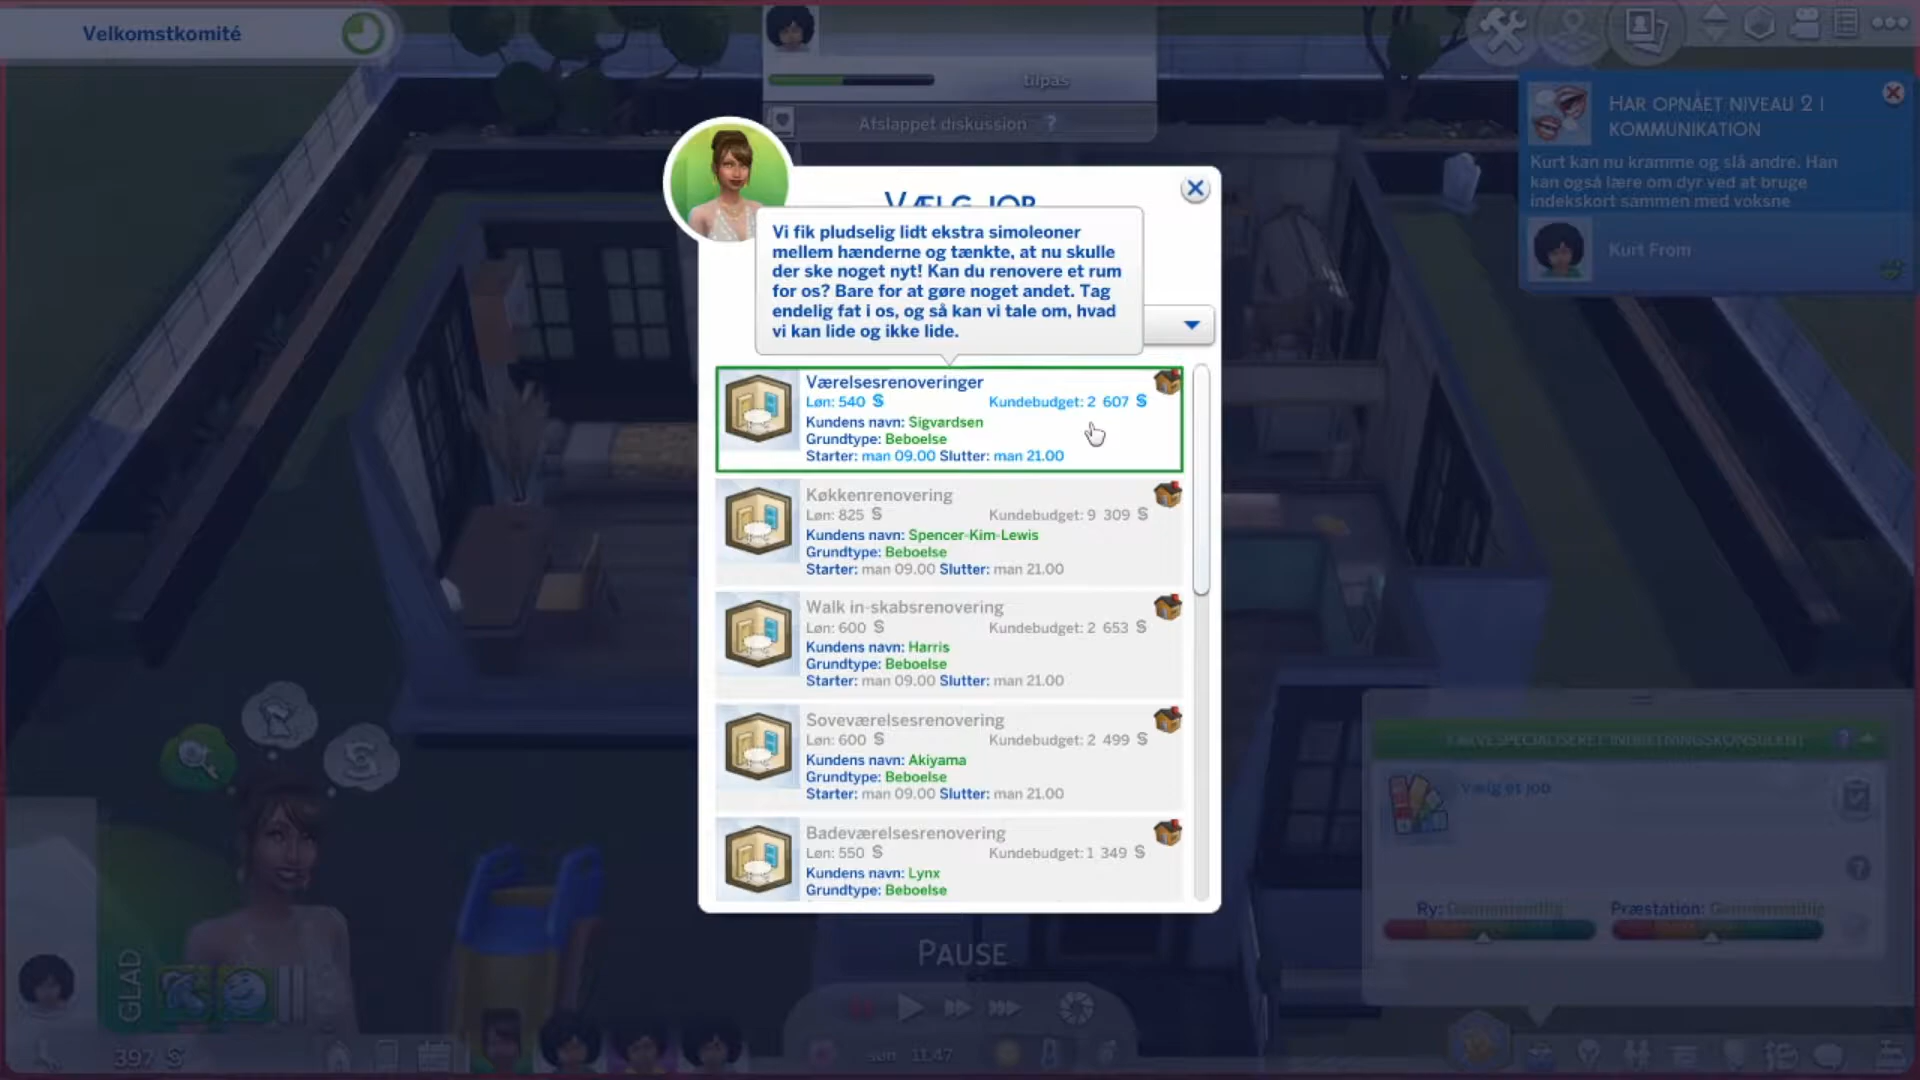 Velkomstkomité
tilpas
Afslappet diskussion ?
HAR OPNÅET NIVEAU 2 I
KOMMUNIKATION
Kurt kan nu kramme og slå andre. Han
kan også lære om dyr ved at bruge
indekskort sammen med voksne
Kurt From
VÆLG JOB
Vi fik pludselig lidt ekstra simoleoner
mellem hænderne og tænkte, at nu skulle
der ske noget nyt! Kan du renovere et rum
for os? Bare for at gøre noget andet. Tag
endelig fat i os, og så kan vi tale om, hvad
vi kan lide og ikke lide.
Værelsesrenoveringer
Løn: 540 § Kundebudget: 2 607 §
Kundens navn: Sigvardsen
Grundtype: Beboelse
Starter: man 09.00 Slutter: man 21.00
Køkkenrenovering
Løn: 825 § Kundebudget: 9 309 §
Kundens navn: Spencer-Kim-Lewis
Grundtype: Beboelse
Starter: man 09.00 Slutter: man 21.00
Walk in-skabsrenovering
Løn: 600 § Kundebudget: 2 653 §
Kundens navn: Harris
Grundtype: Beboelse
Starter: man 09.00 Slutter: man 21.00
Soveværelsesrenovering
Løn: 600 § Kundebudget: 2 499 §
Kundens navn: Akiyama
Grundtype: Beboelse
Starter: man 09.00 Slutter: man 21.00
Badeværelsesrenovering
Løn: 550 § Kundebudget: 1 349 §
Kundens navn: Lynx
Grundtype: Beboelse
Vælg et job
Ry: Gennemsnitlig Præstation: Gennemsnitlig
GLAD
PAUSE
397 §
søn 11.47